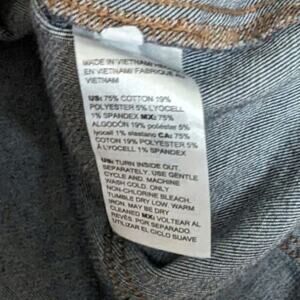 MADE IN VIETNAM/
EN VIETNAM/ FABRIQUÉ AU
VIETNAM
US: 75% COTTON 19%
POLYESTER 5% LYOCELL
1% SPANDEX MX: 75%
ALGODÓN 19% poliéster 5%
lyocell 1% elastano CA: 75%
COTON 19% POLYESTER 5%
LYOCELL 1% SPANDEX
US: TURN INSIDE OUT.
SEPARATELY. USE GENTLE
CYCLE AND. MACHINE
WASH COLD. ONLY
NON-CHLORINE BLEACH.
TUMBLE DRY LOW. WARM
IRON. MAY BE DRY
CLEANED MX: VOLTEAR AL
REVÉS. POR SEPARADO.
UTILIZAR EL CICLO SUAVE